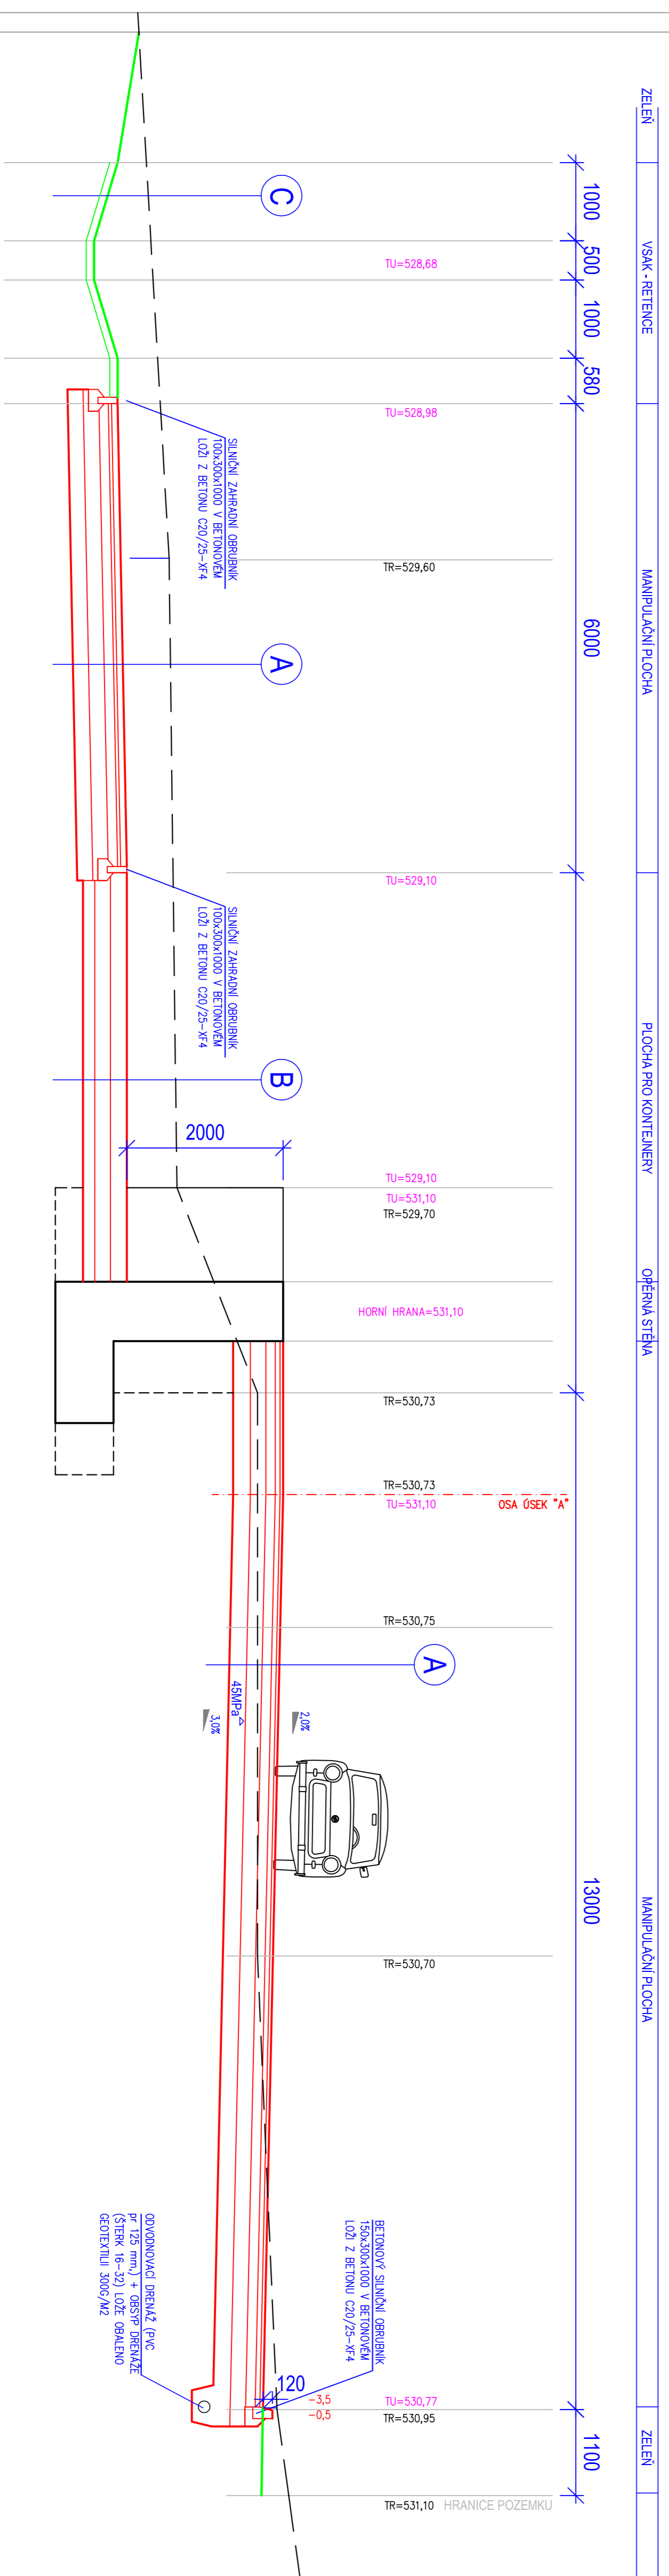 ZELEŇ
VSAK - RETENCE
MANIPULAČNÍ PLOCHA
PLOCHA PRO KONTEJNERY
OPĚRNÁ STĚNA
MANIPULAČNÍ PLOCHA
ZELEŇ
1000
500
1000
580
6000
13000
1100
TU=528,68
TU=528,98
TR=529,60
TU=529,10
TU=529,10
TU=531,10
TR=529,70
HORNÍ HRANA=531,10
TR=530,73
TR=530,73
TU=531,10
OSA ÚSEK "A"
TR=530,75
TR=530,70
TU=530,77
TR=530,95
TR=531,10
HRANICE POZEMKU
C
A
B
A
2000
SILNIČNÍ ZAHRADNÍ OBRUBNÍK
100x300x1000 V BETONOVÉM
LOŽI Z BETONU C20/25-XF4
SILNIČNÍ ZAHRADNÍ OBRUBNÍK
100x300x1000 V BETONOVÉM
LOŽI Z BETONU C20/25-XF4
2,0%
45MPa
3,0%
BETONOVÝ SILNIČNÍ OBRUBNÍK
150x300x1000 V BETONOVÉM
LOŽI Z BETONU C20/25-XF4
120
-3,5
-0,5
ODVODNOVACÍ DRENÁŽ (PVC
pr 125 mm,) + OBSYP DRENÁŽE
(ŠTERK 16-32) LOŽE OBALENO
GEOTEXTILII 300G/M2